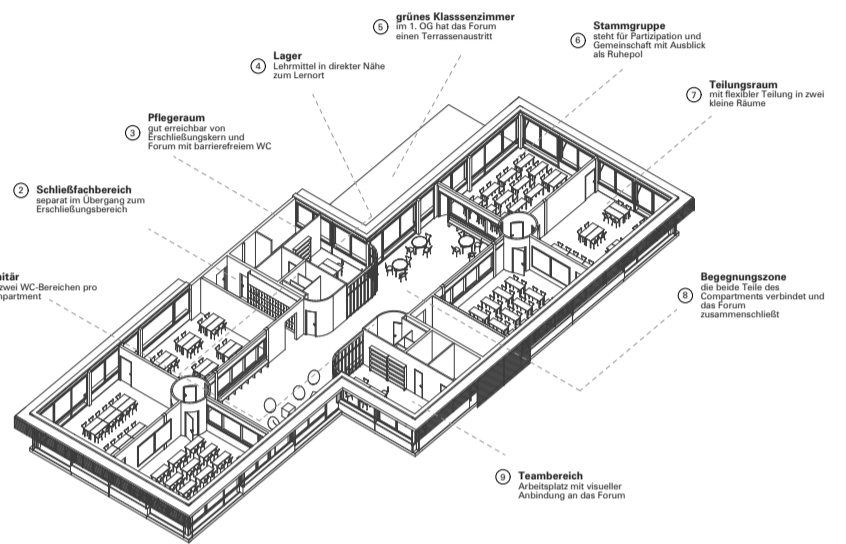 5
grünes Klasssenzimmer
im 1. OG hat das Forum
einen Terrassenaustritt
6
Stammgruppe
steht für Partizipation und
Gemeinschaft mit Ausblick
als Ruhepol
4
Lager
Lehrmittel in direkter Nähe
zum Lernort
7
Teilungsraum
mit flexibler Teilung in zwei
kleine Räume
3
Pflegeraum
gut erreichbar von
Erschließungskern und
Forum mit barrierefreiem WC
2
Schließfachbereich
separat im Übergang zum
Erschließungsbereich
nitär
zwei WC-Bereichen pro
mpartment
8
Begegnungszone
die beide Teile des
Compartments verbindet und
das Forum
zusammenschließt
9
Teambereich
Arbeitsplatz mit visueller
Anbindung an das Forum